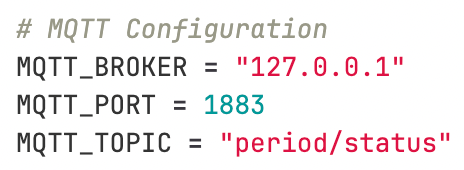 # MQTT Configuration
MQTT_BROKER = "127.0.0.1"
MQTT_PORT = 1883
MQTT_TOPIC = "period/status"